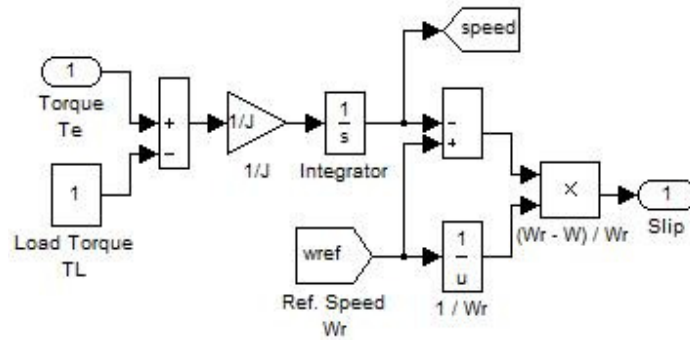 speed
1
Torque
Te
+
−
1/J
1/J
1
s
Integrator
−
+
1
Load Torque
TL
wref
Ref. Speed
Wr
1
u
1 / Wr
×
(Wr - W) / Wr
1
Slip